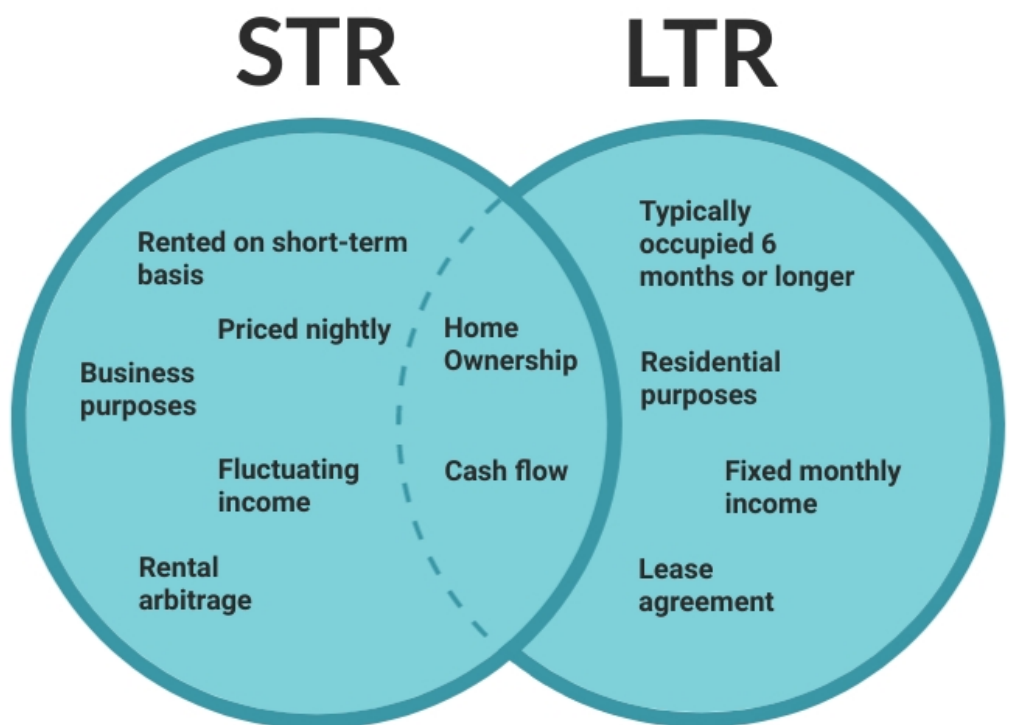 STR
LTR
Rented on short-term
basis
Priced nightly
Business
purposes
Fluctuating
income
Rental
arbitrage
Home
Ownership
Cash flow
Typically
occupied 6
months or longer
Residential
purposes
Fixed monthly
income
Lease
agreement